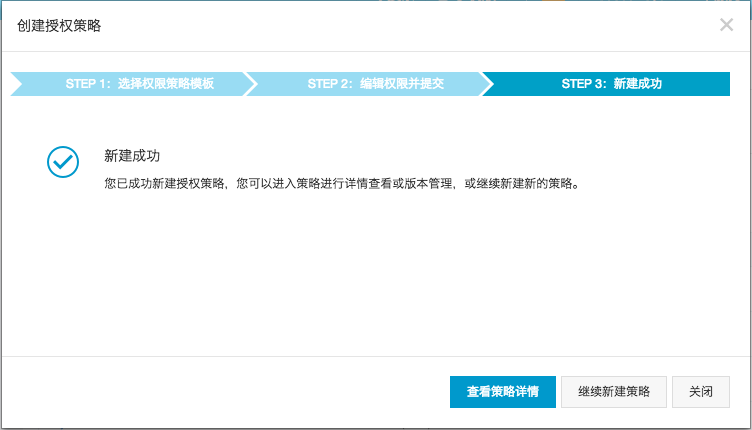 创建授权策略
STEP 1：选择权限策略模板
STEP 2：编辑权限并提交
STEP 3：新建成功
新建成功
您已成功新建授权策略，您可以进入策略进行详情查看或版本管理，或继续新建新的策略。
查看策略详情
继续新建策略
关闭